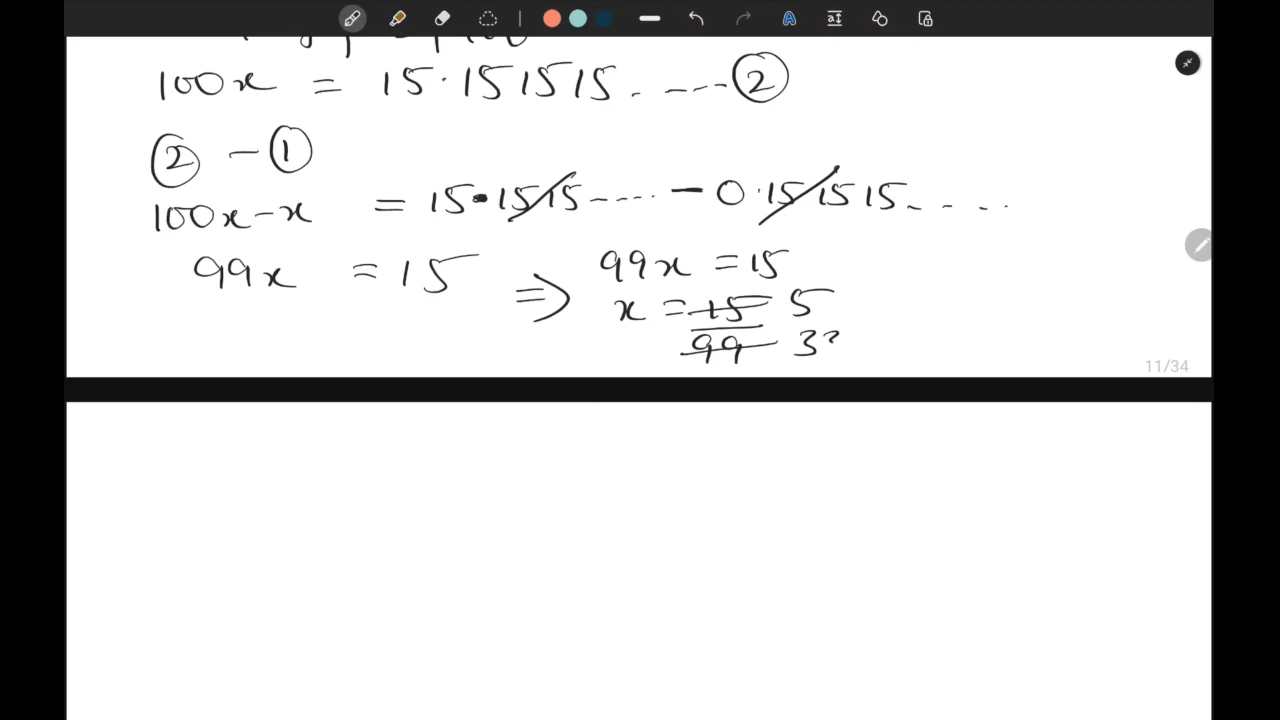 100x = 15.151515. ---- ②
② - ①
100x-x = 15.1515---- - 0.151515----
99x = 15 ⇒ 99x = 15
x = 15 5
99 3
11/34